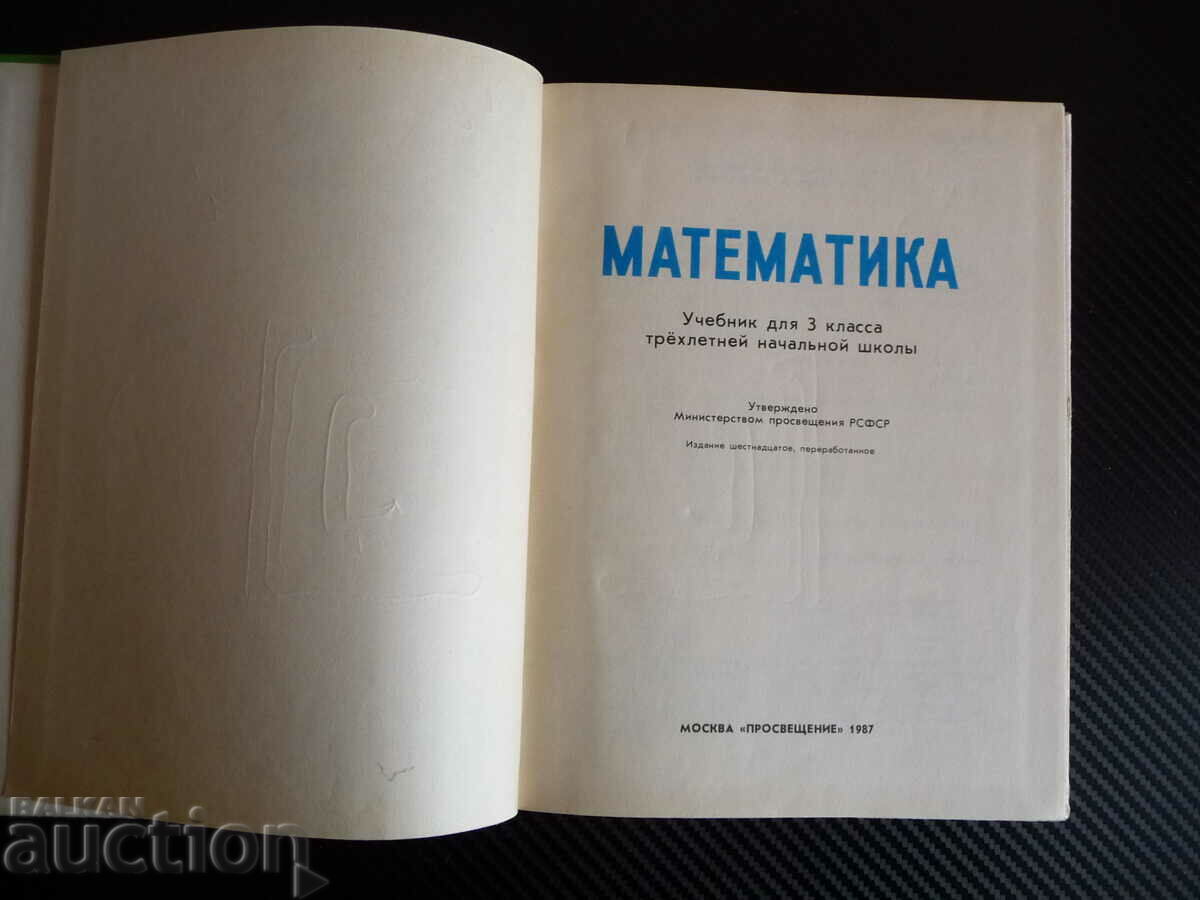 МАТЕМАТИКА
Учебник для 3 класса
трёхлетней начальной школы
Утверждено
Министерством просвещения РСФСР
Издание шестнадцатое, переработанное
МОСКВА «ПРОСВЕЩЕНИЕ» 1987
BALKAN
auction